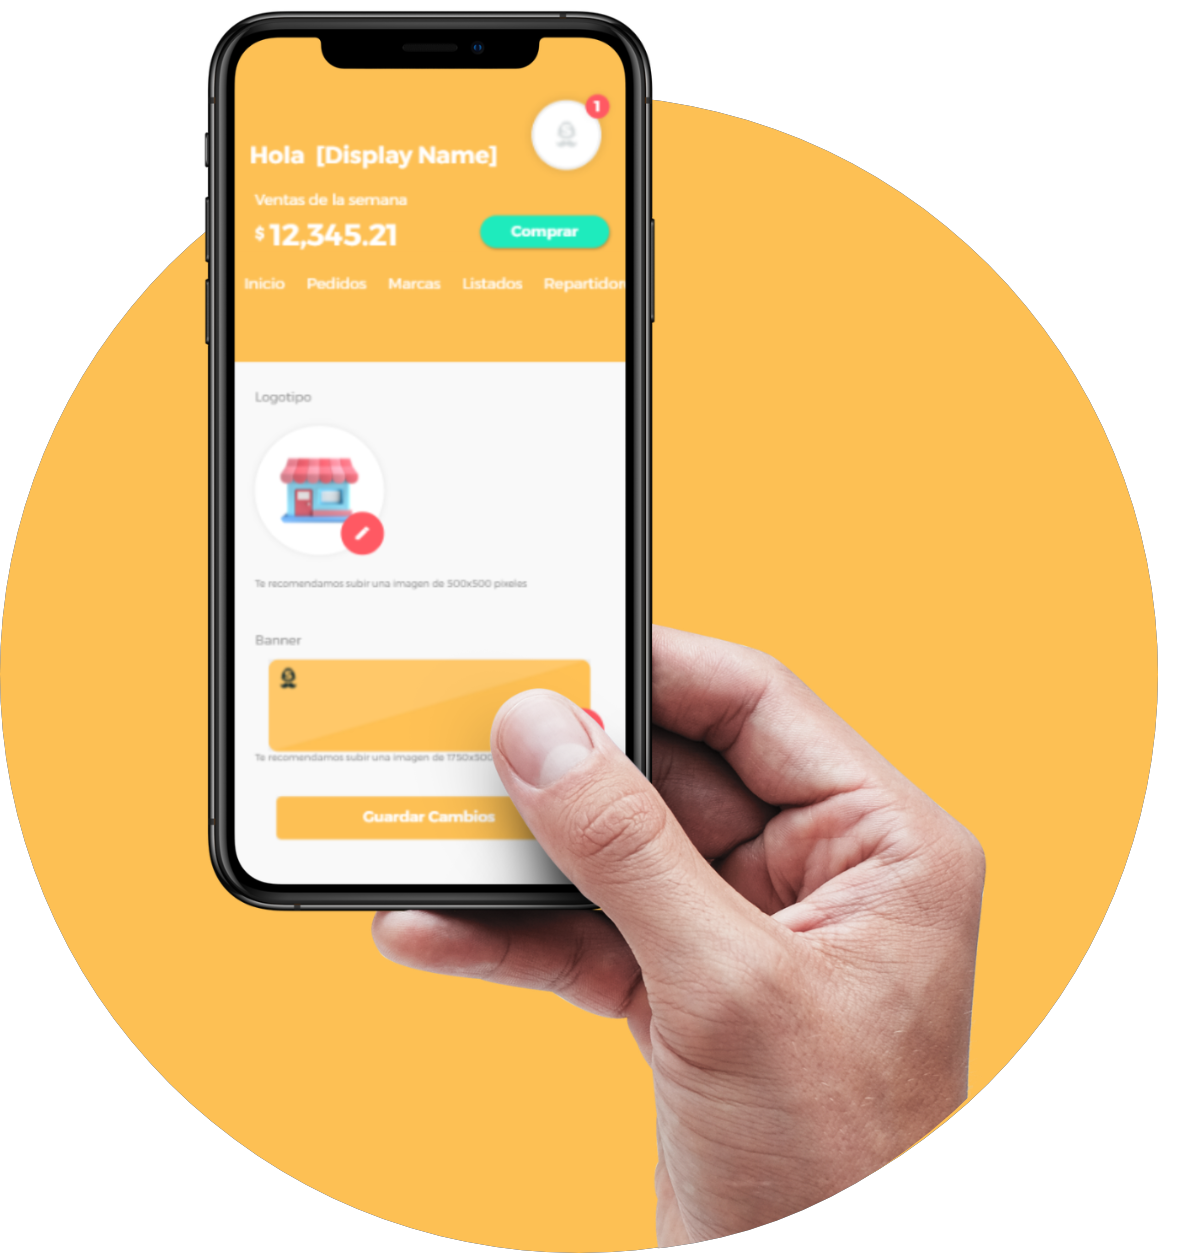 1
Hola [Display Name]
Ventas de la semana
$ 12,345.21
Comprar
Inicio Pedidos Marcas Listados Repartidor
Logotipo
Te recomendamos subir una imagen de 500x500 pixeles
Banner
Te recomendamos subir una imagen de 1750x500
Guardar Cambios